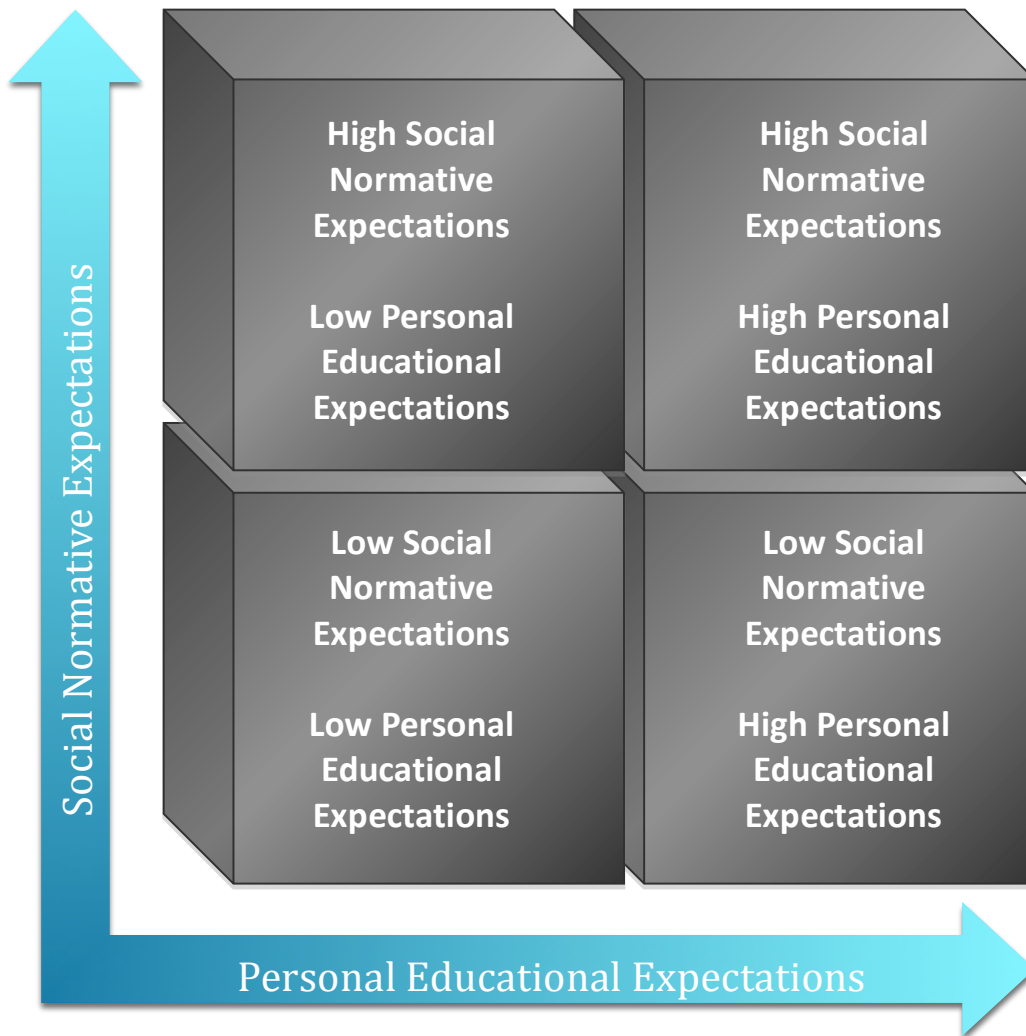 Social Normative Expectations
High Social
Normative
Expectations
Low Personal
Educational
Expectations
High Social
Normative
Expectations
High Personal
Educational
Expectations
Low Social
Normative
Expectations
Low Personal
Educational
Expectations
Low Social
Normative
Expectations
High Personal
Educational
Expectations
Personal Educational Expectations